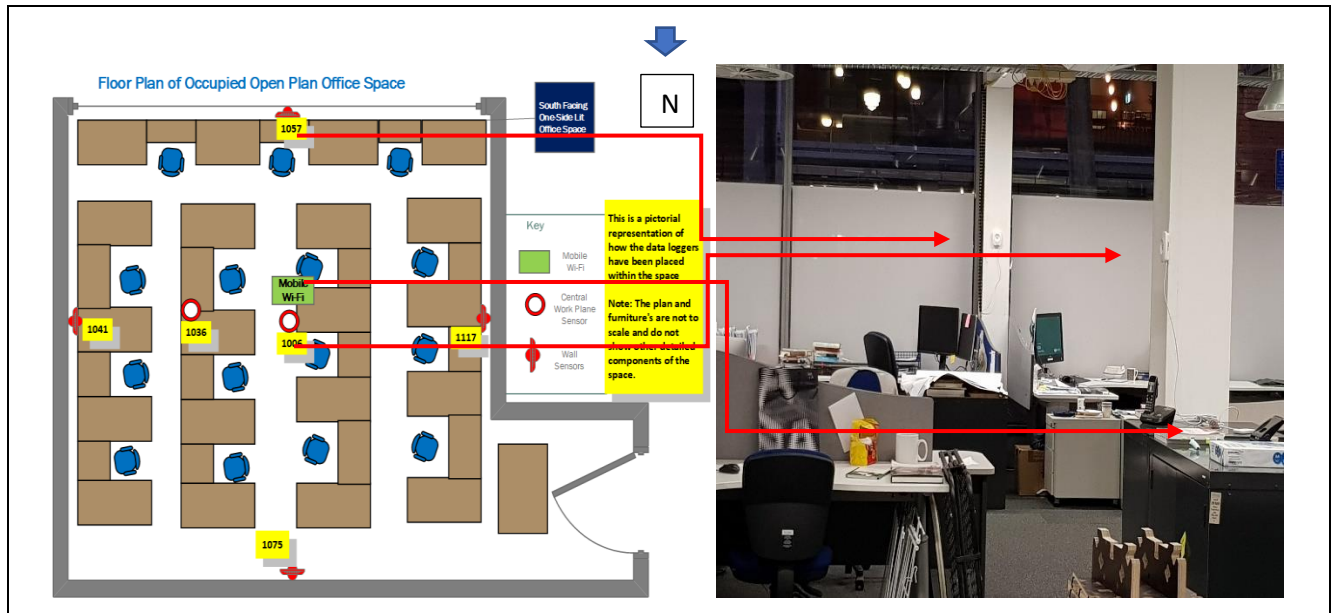 Floor Plan of Occupied Open Plan Office Space
South Facing
One-Side Lit
Office Space
N
1057
Key
Mobile
Wi-Fi
Central
Work Plane
Sensor
Wall
Sensors
This is a pictorial
representation of
how the data loggers
have been placed
within the space
Note: The plan and
furniture's are not to
scale and do not
show other detailed
components of the
space.
Mobile
Wi-Fi
1041
1036
1006
1117
1075